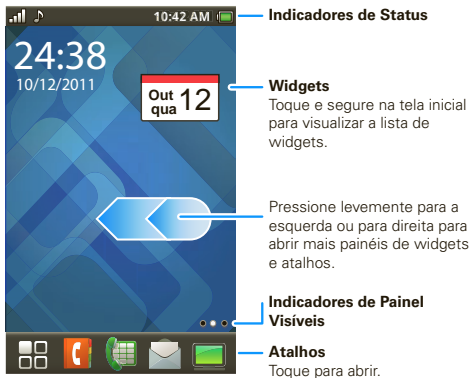 10:42 AM
24:38
10/12/2011
Out
qua 12
Indicadores de Status
Widgets
Toque e segure na tela inicial
para visualizar a lista de
widgets.
Pressione levemente para a
esquerda ou para direita para
abrir mais painéis de widgets
e atalhos.
Indicadores de Painel
Visíveis
Atalhos
Toque para abrir.